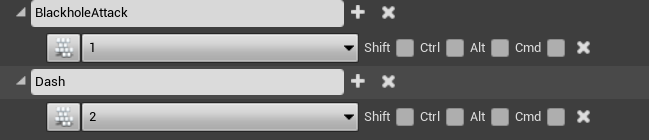 BlackholeAttack
1 Shift Ctrl Alt Cmd
Dash
2 Shift Ctrl Alt Cmd